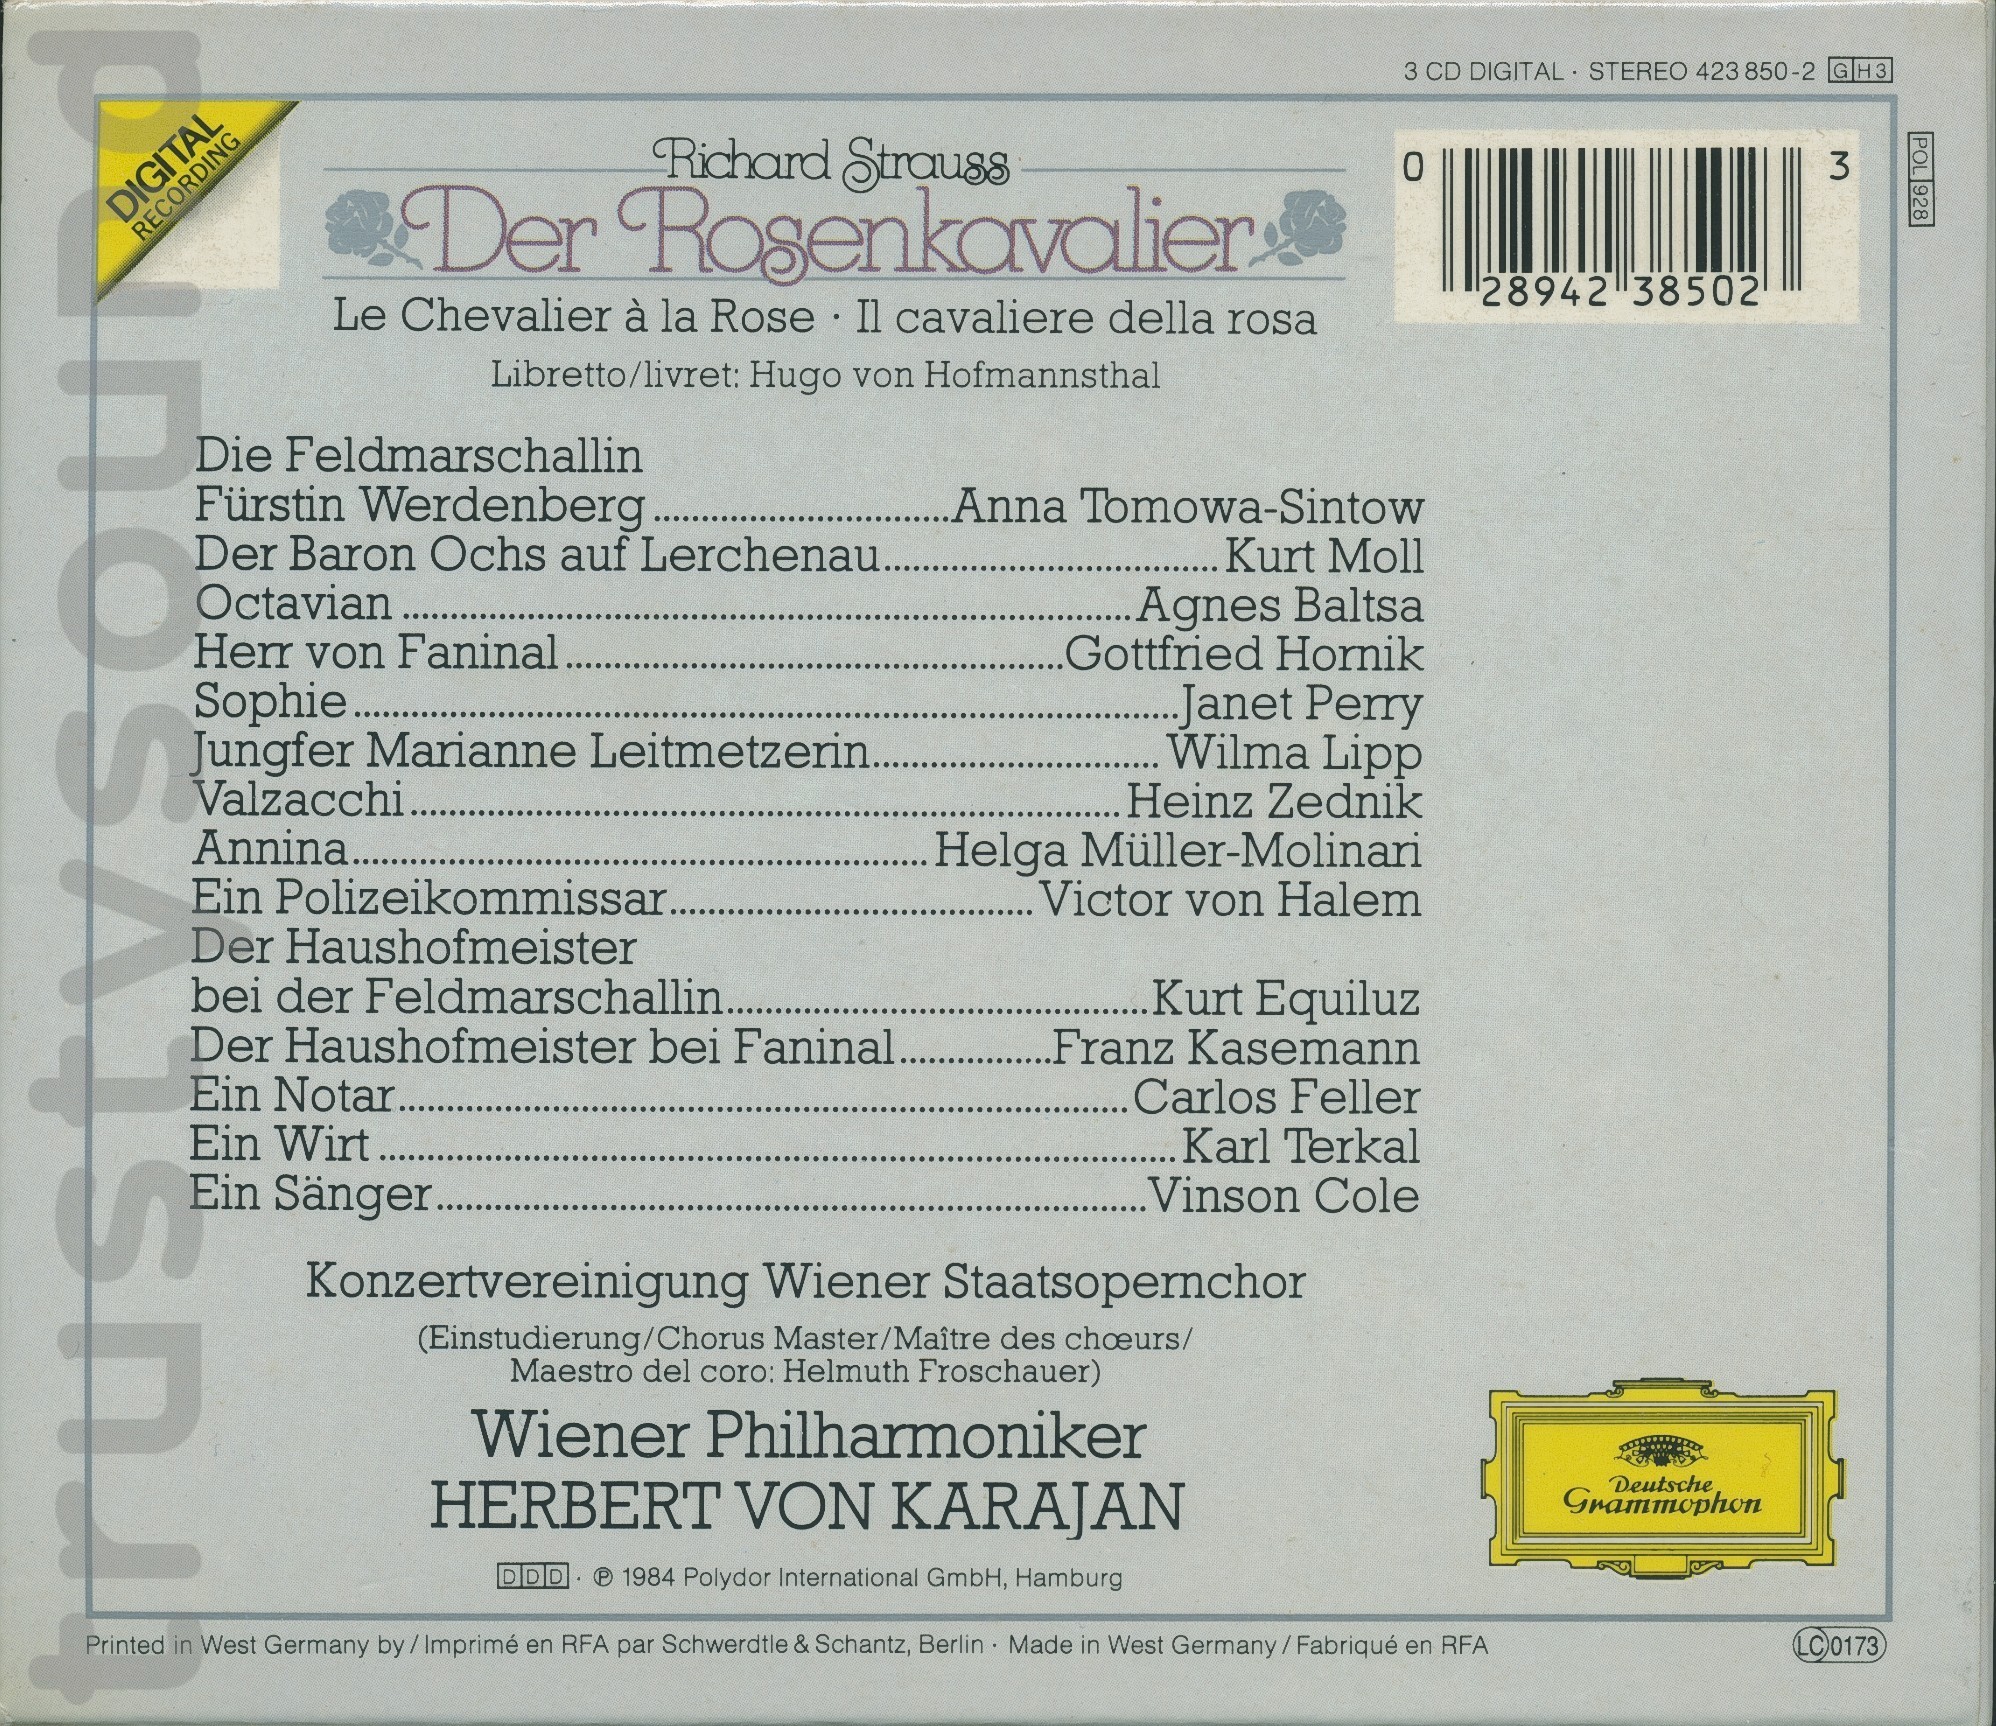 3 CD DIGITAL · STEREO 423 850-2 GH3
DIGITAL
RECORDING
Richard Strauss
Der Rosenkavalier
0 28942 38502 3
POL 928
Le Chevalier à la Rose · Il cavaliere della rosa
Libretto/livret: Hugo von Hofmannsthal
Die Feldmarschallin
Fürstin Werdenberg ............................... Anna Tomowa-Sintow
Der Baron Ochs auf Lerchenau ................................... Kurt Moll
Octavian ........................................................................... Agnes Baltsa
Herr von Faninal ................................................... Gottfried Hornik
Sophie ..................................................................................... Janet Perry
Jungfer Marianne Leitmetzerin .............................. Wilma Lipp
Valzacchi ......................................................................... Heinz Zednik
Annina ........................................................... Helga Müller-Molinari
Ein Polizeikommissar ...................................... Victor von Halem
Der Haushofmeister
bei der Feldmarschallin ........................................... Kurt Equiluz
Der Haushofmeister bei Faninal ................ Franz Kasemann
Ein Notar ........................................................................... Carlos Feller
Ein Wirt .................................................................................. Karl Terkal
Ein Sänger ......................................................................... Vinson Cole
Konzertvereinigung Wiener Staatsopernchor
(Einstudierung/Chorus Master/Maître des chœurs/
Maestro del coro: Helmuth Froschauer)
Wiener Philharmoniker
HERBERT VON KARAJAN
Deutsche
Grammophon
DDD · ℗ 1984 Polydor International GmbH, Hamburg
Printed in West Germany by / Imprimé en RFA par Schwerdtle & Schantz, Berlin · Made in West Germany / Fabriqué en RFA
LC 0173
trustysound